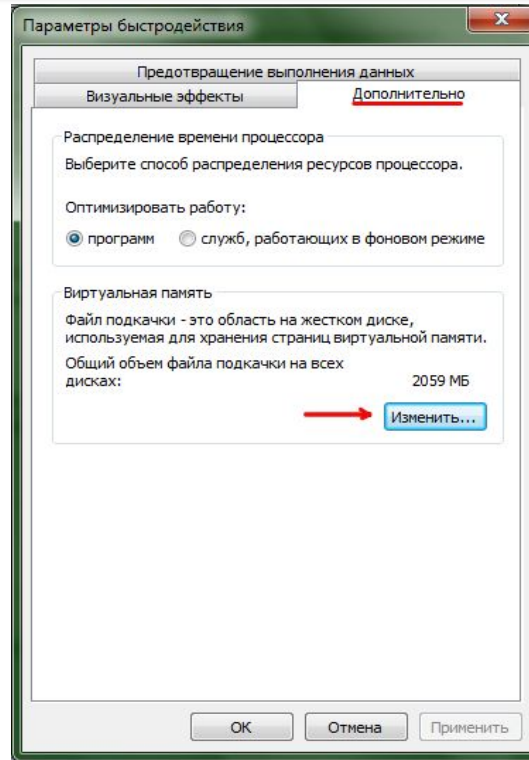 Параметры быстродействия
Предотвращение выполнения данных
Визуальные эффекты
Дополнительно
Распределение времени процессора
Выберите способ распределения ресурсов процессора.
Оптимизировать работу:
программ
служб, работающих в фоновом режиме
Виртуальная память
Файл подкачки - это область на жестком диске,
используемая для хранения страниц виртуальной памяти.
Общий объем файла подкачки на всех
дисках:
2059 МБ
Изменить...
ОК
Отмена
Применить